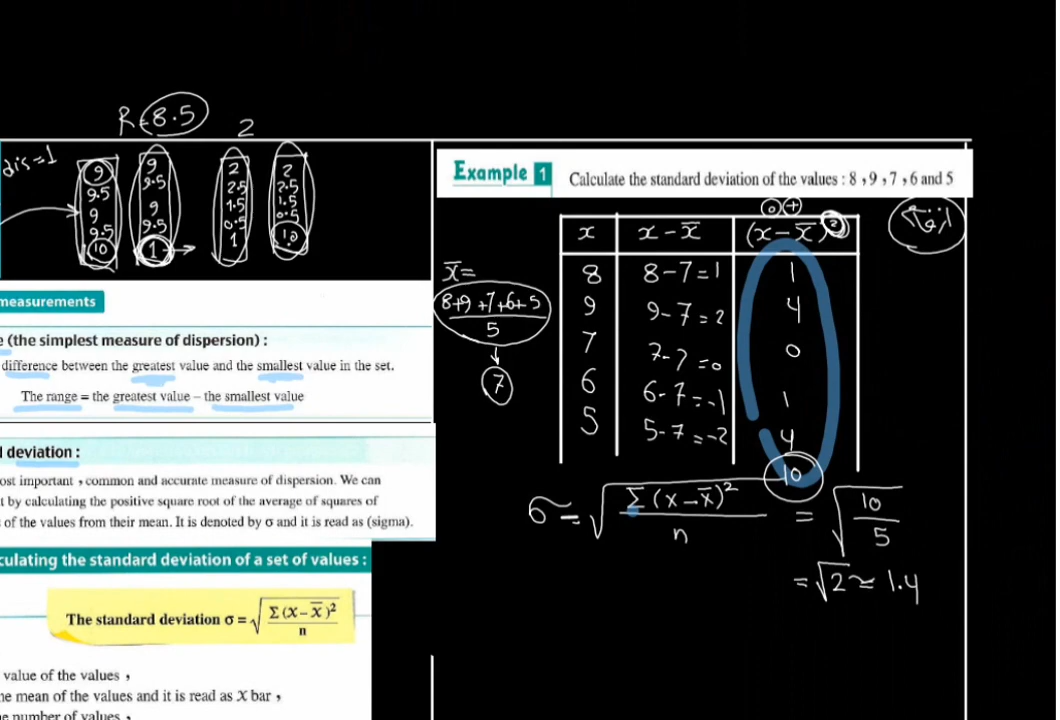 R = 8.5
2
dis=1
9
9.5
9
9.5
10
9
9.5
9
9.5
1
2
2.5
1.5
0.5
1
2
2.5
1.5
0.5
10
measurements
(the simplest measure of dispersion) :
difference between the greatest value and the smallest value in the set.
The range = the greatest value – the smallest value
deviation :
ost important , common and accurate measure of dispersion. We can
t by calculating the positive square root of the average of squares of
of the values from their mean. It is denoted by σ and it is read as (sigma).
culating the standard deviation of a set of values :
The standard deviation σ = √ Σ (X – X̄ )² / n
value of the values ,
he mean of the values and it is read as X bar ,
e number of values ,
Example 1 Calculate the standard deviation of the values : 8 , 9 , 7 , 6 and 5
0 +
x x – x̄ (x – x̄)²
8 8-7=1 1
9 9-7=2 4
7 7-7=0 0
6 6-7=-1 1
5 5-7=-2 4
10
x̄ =
8+9+7+6+5
5
7
σ = √ Σ (x – x̄)² / n = √ 10 / 5
= √2 ≃ 1.4